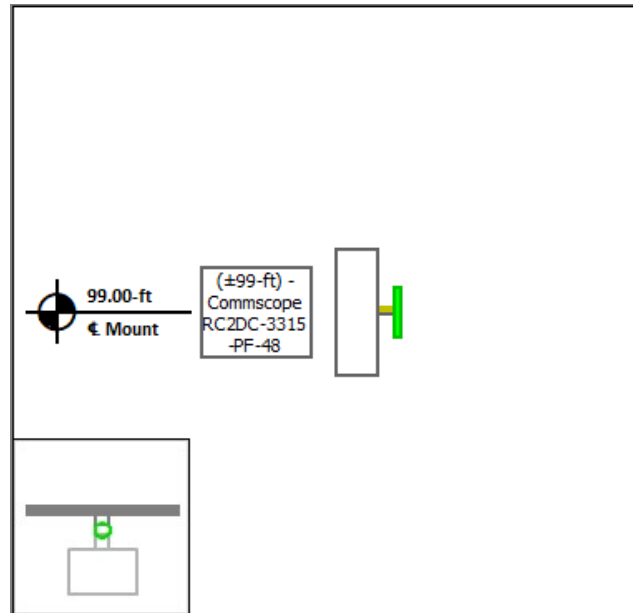 99.00-ft
℄ Mount
(±99-ft) -
Commscope
RC2DC-3315
-PF-48